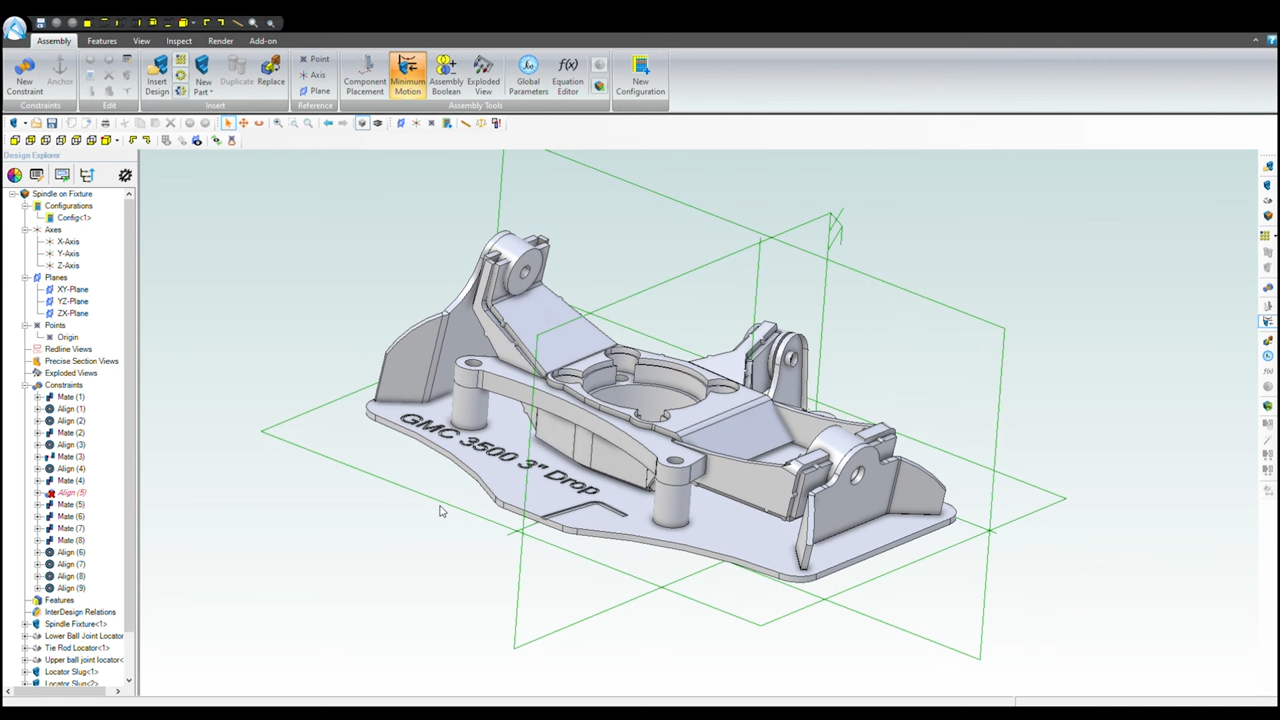 Assembly Features View Inspect Render Add-on
New Constraint Anchor Insert Design New Part Duplicate Replace Point Axis Plane Component Placement Minimum Motion Assembly Boolean Exploded View Global Parameters f(x) Equation Editor New Configuration
Constraints Edit Insert Reference Assembly Tools
Design Explorer
Spindle on Fixture
Configurations
Config<1>
Axes
X-Axis
Y-Axis
Z-Axis
Planes
XY-Plane
YZ-Plane
ZX-Plane
Points
Origin
Redline Views
Precise Section Views
Exploded Views
Constraints
Mate (1)
Align (1)
Align (2)
Mate (2)
Align (3)
Mate (3)
Align (4)
Mate (4)
Align (5)
Mate (5)
Mate (6)
Mate (7)
Mate (8)
Align (6)
Align (7)
Align (8)
Align (9)
Features
InterDesign Relations
Spindle Fixture<1>
Lower Ball Joint Locator
Tie Rod Locator<1>
Upper ball joint locator<
Locator Slug<1>
Locator Slug<2>
GMC 3500 3" Drop